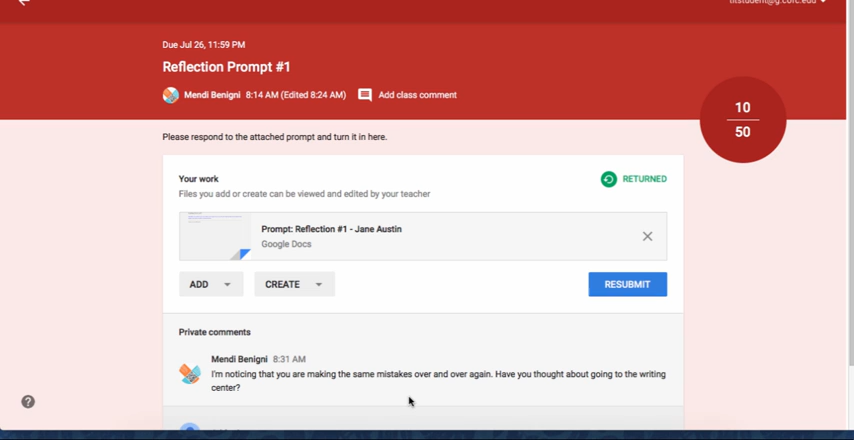 Due Jul 26, 11:59 PM
Reflection Prompt #1
Mendi Benigni 8:14 AM (Edited 8:24 AM) Add class comment
10
50
Please respond to the attached prompt and turn it in here.
Your work
RETURNED
Files you add or create can be viewed and edited by your teacher
Prompt: Reflection #1 - Jane Austin
Google Docs
ADD CREATE RESUBMIT
Private comments
Mendi Benigni 8:31 AM
I'm noticing that you are making the same mistakes over and over again. Have you thought about going to the writing
center?